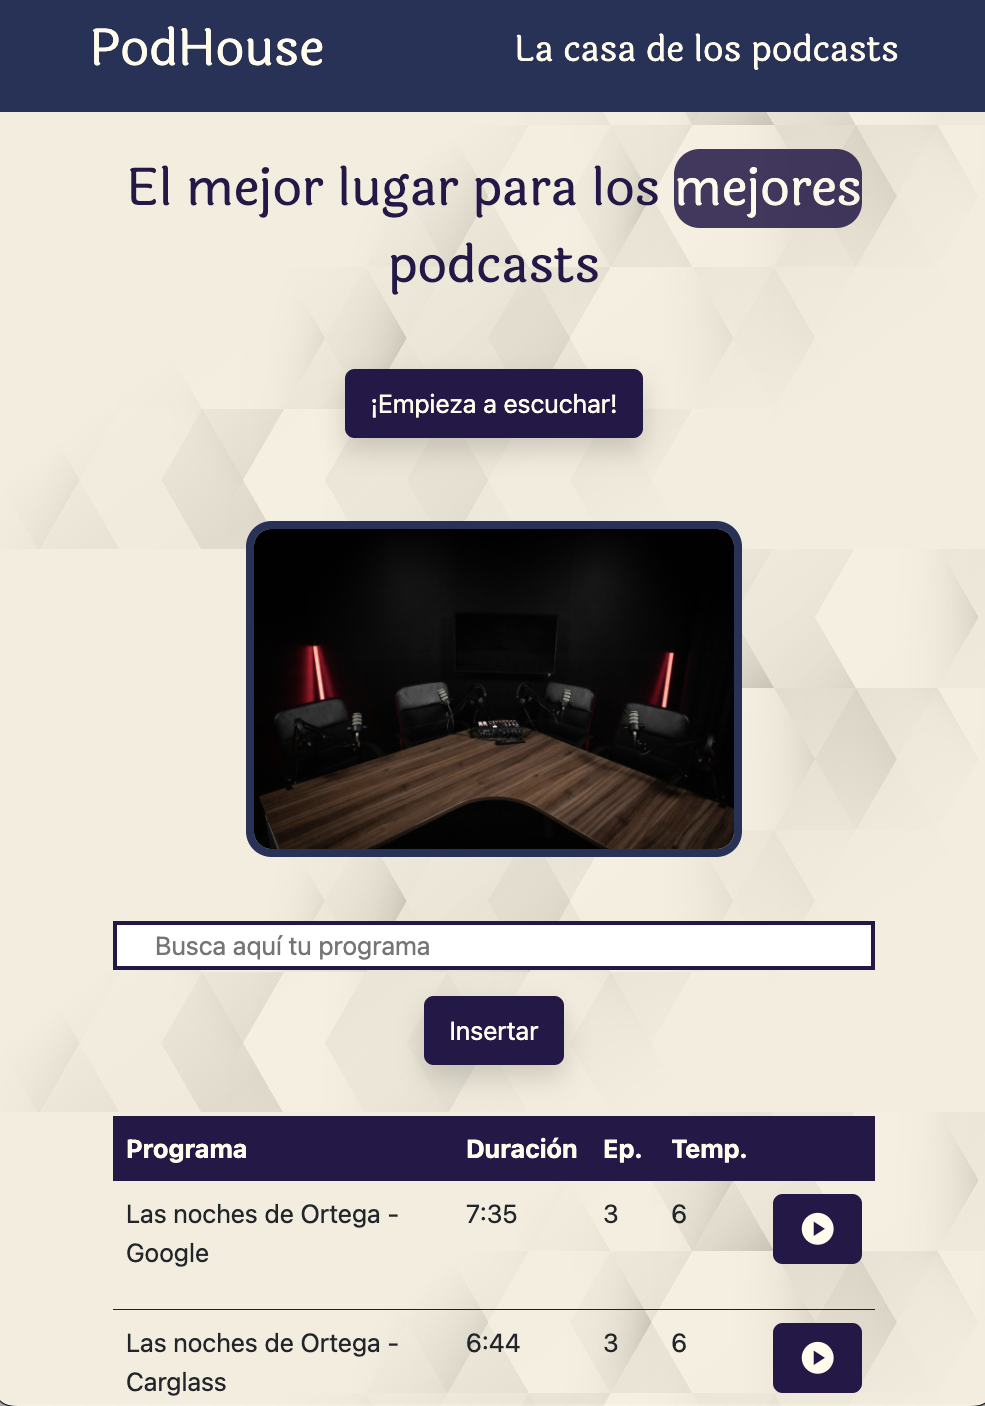 PodHouse
La casa de los podcasts
El mejor lugar para los mejores
podcasts
¡Empieza a escuchar!
Busca aquí tu programa
Insertar
Programa Duración Ep. Temp.
Las noches de Ortega - 7:35 3 6
Google
Las noches de Ortega - 6:44 3 6
Carglass